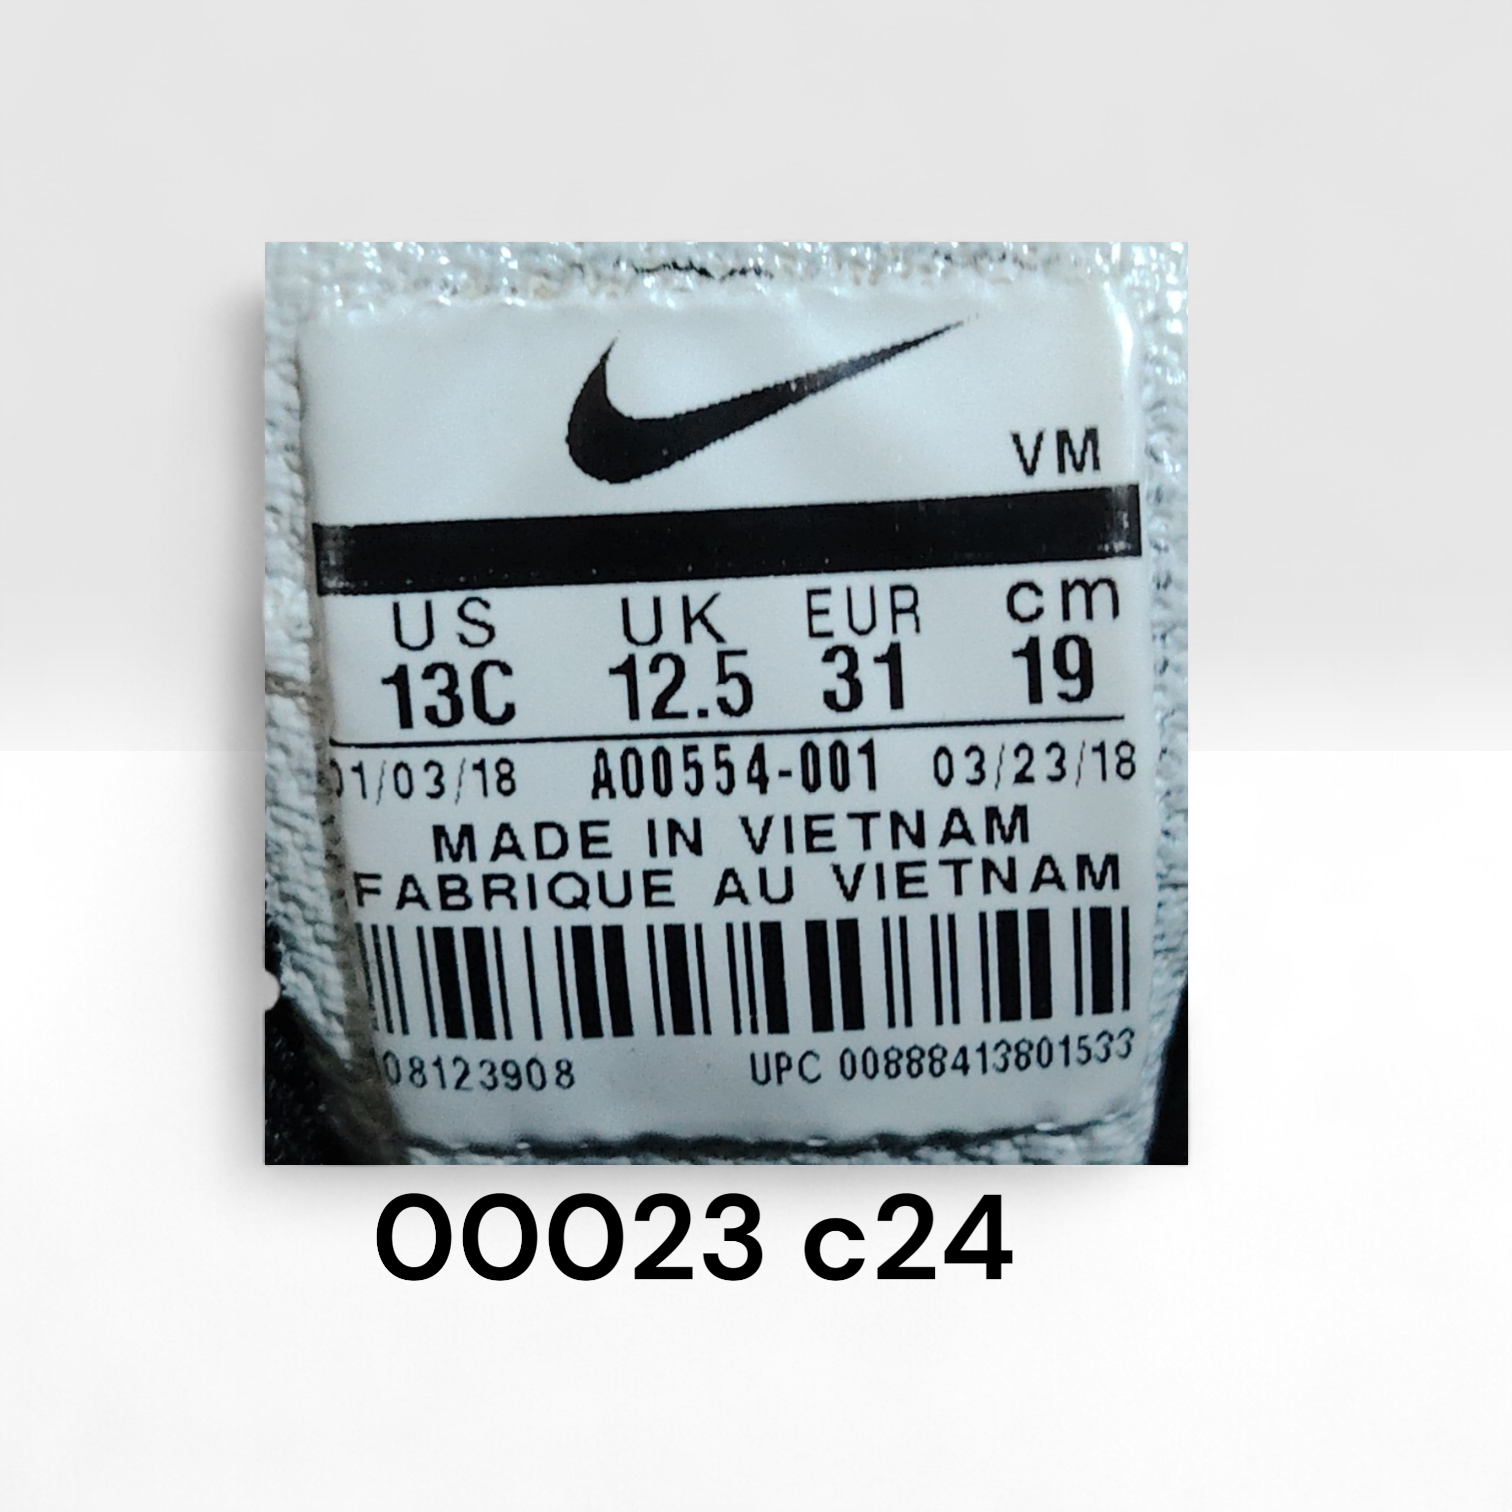 VM
US UK EUR cm
13C 12.5 31 19
01/03/18 A00554-001 03/23/18
MADE IN VIETNAM
FABRIQUE AU VIETNAM
08123908 UPC 00888413801533
00023 c24